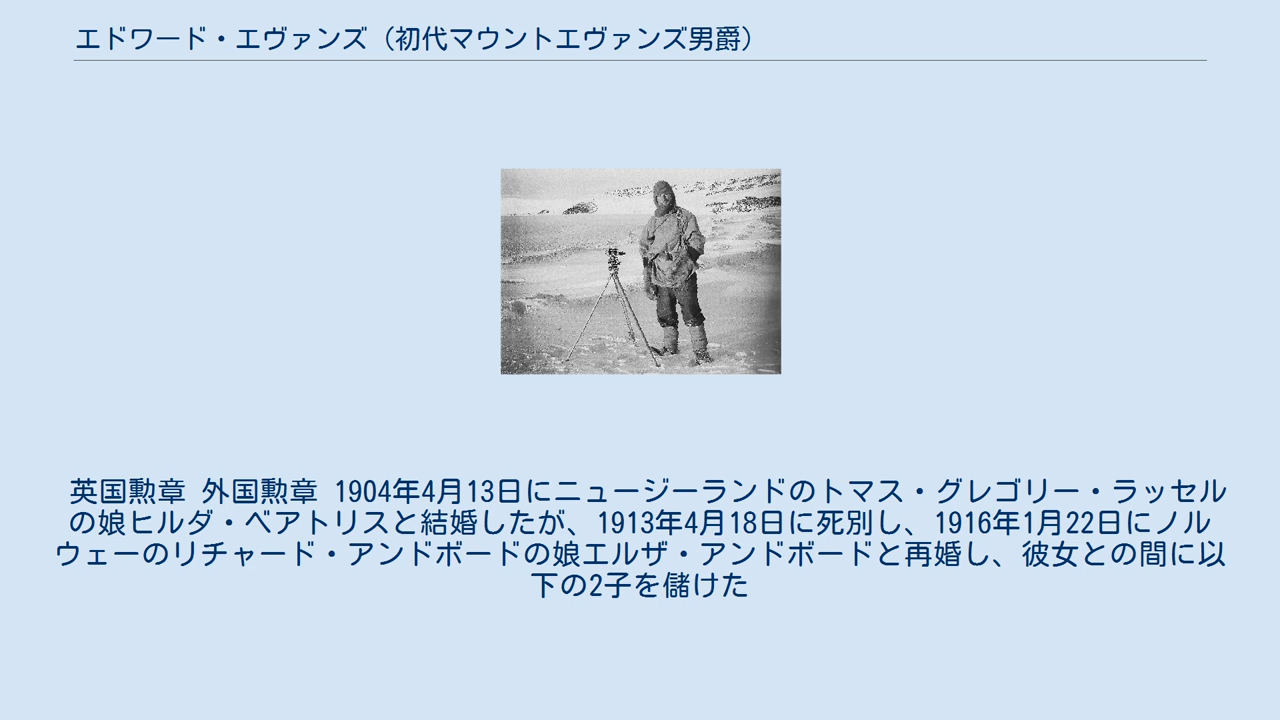 エドワード・エヴァンズ（初代マウントエヴァンズ男爵）
英国勲章 外国勲章 1904年4月13日にニュージーランドのトマス・グレゴリー・ラッセル
の娘ヒルダ・ベアトリスと結婚したが、1913年4月18日に死別し、1916年1月22日にノル
ウェーのリチャード・アンドボードの娘エルザ・アンドボードと再婚し、彼女との間に以
下の2子を儲けた